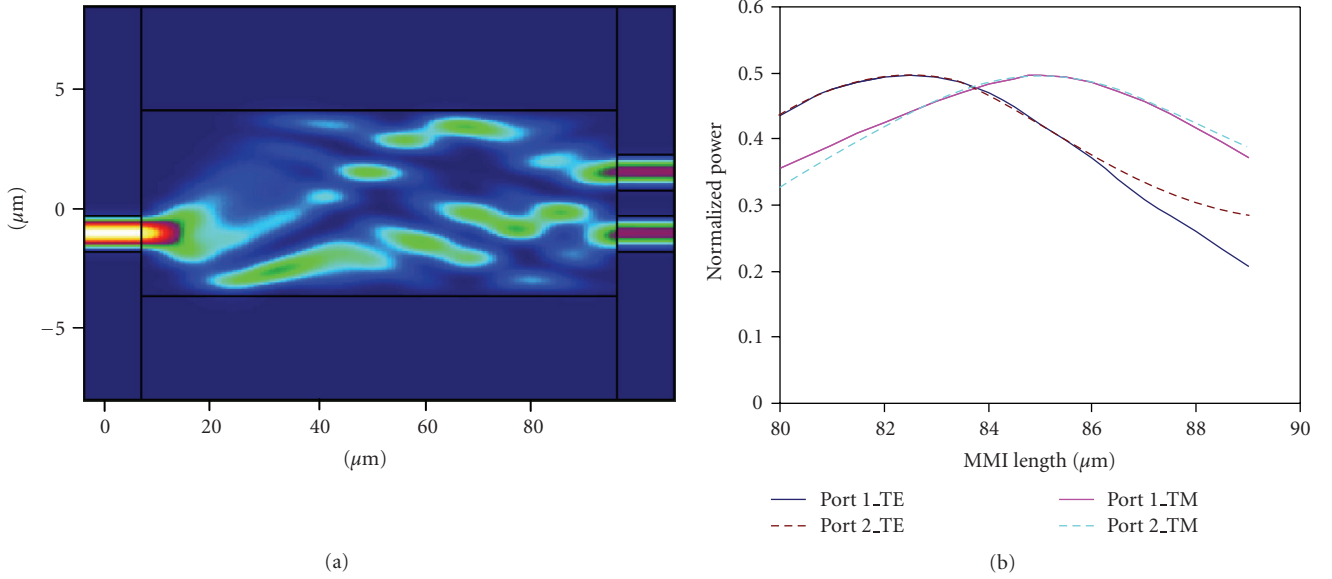 5
0
−5
(µm)
0 20 40 60 80
(µm)
(a)
0.6
0.5
0.4
0.3
0.2
0.1
0
Normalized power
80 82 84 86 88 90
MMI length (µm)
Port 1_TE Port 1_TM
Port 2_TE Port 2_TM
(b)